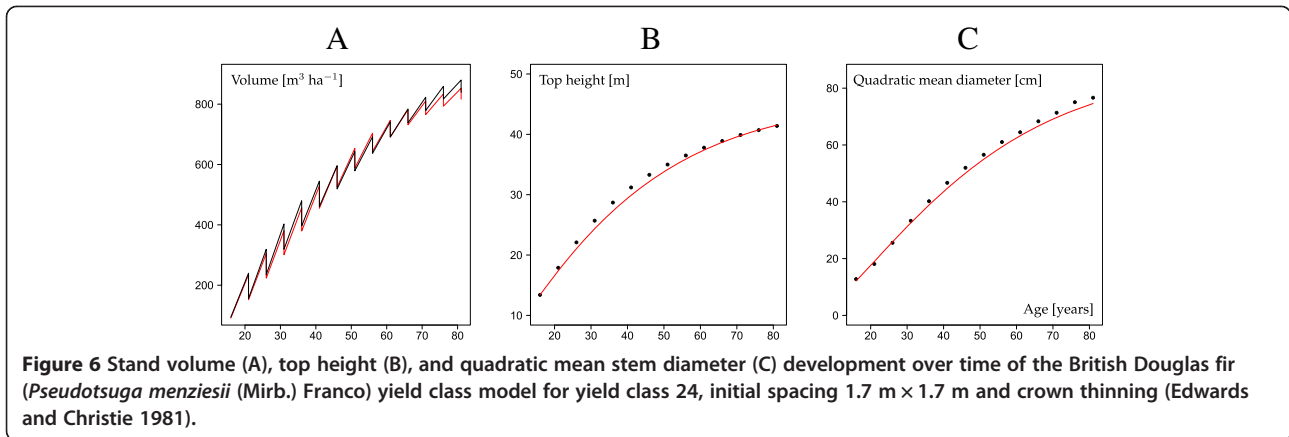 A
B
C
Volume [m³ ha⁻¹]
800
600
400
200
20 30 40 50 60 70 80
Top height [m]
50
40
30
20
10
20 30 40 50 60 70 80
Quadratic mean diameter [cm]
80
60
40
20
0
Age [years]
20 30 40 50 60 70 80
Figure 6 Stand volume (A), top height (B), and quadratic mean stem diameter (C) development over time of the British Douglas fir
(Pseudotsuga menziesii (Mirb.) Franco) yield class model for yield class 24, initial spacing 1.7 m × 1.7 m and crown thinning (Edwards
and Christie 1981).